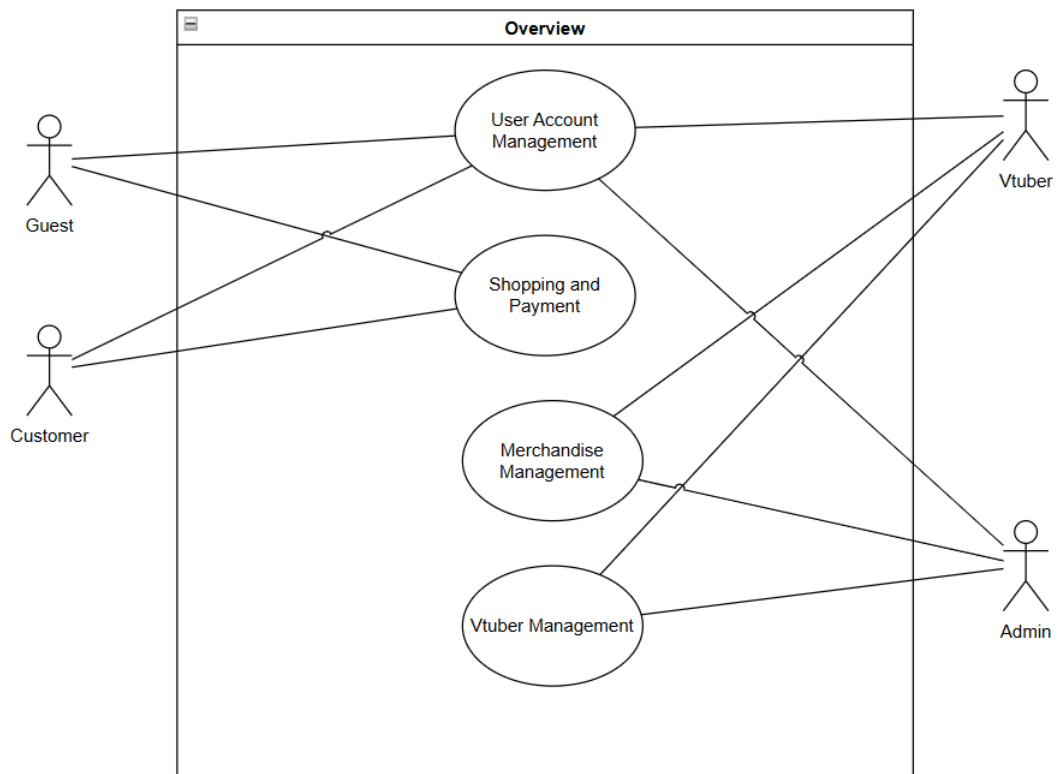 Overview
User Account
Management
Guest
Vtuber
Shopping and
Payment
Customer
Merchandise
Management
Vtuber Management
Admin